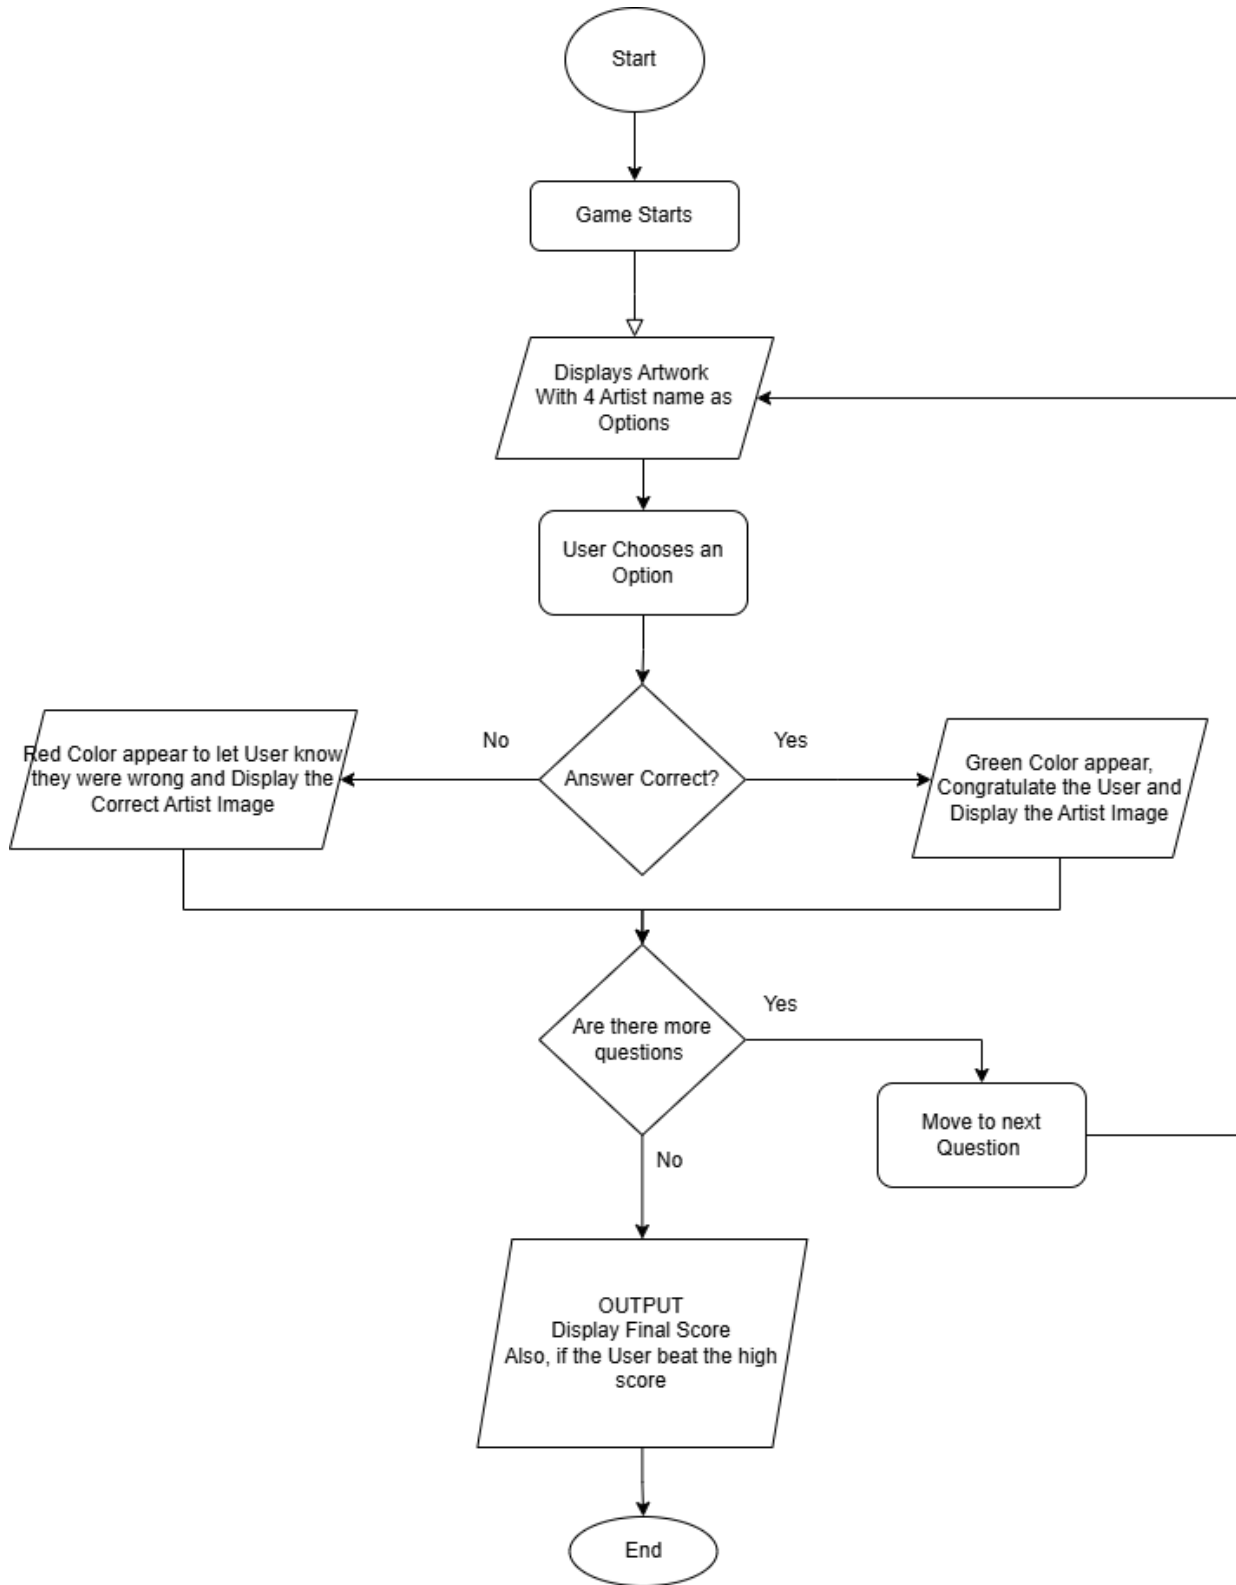 Start
Game Starts
Displays Artwork
With 4 Artist name as
Options
User Chooses an
Option
No
Yes
Answer Correct?
Red Color appear to let User know
they were wrong and Display the
Correct Artist Image
Green Color appear,
Congratulate the User and
Display the Artist Image
Are there more
questions
Yes
Move to next
Question
No
OUTPUT
Display Final Score
Also, if the User beat the high
score
End